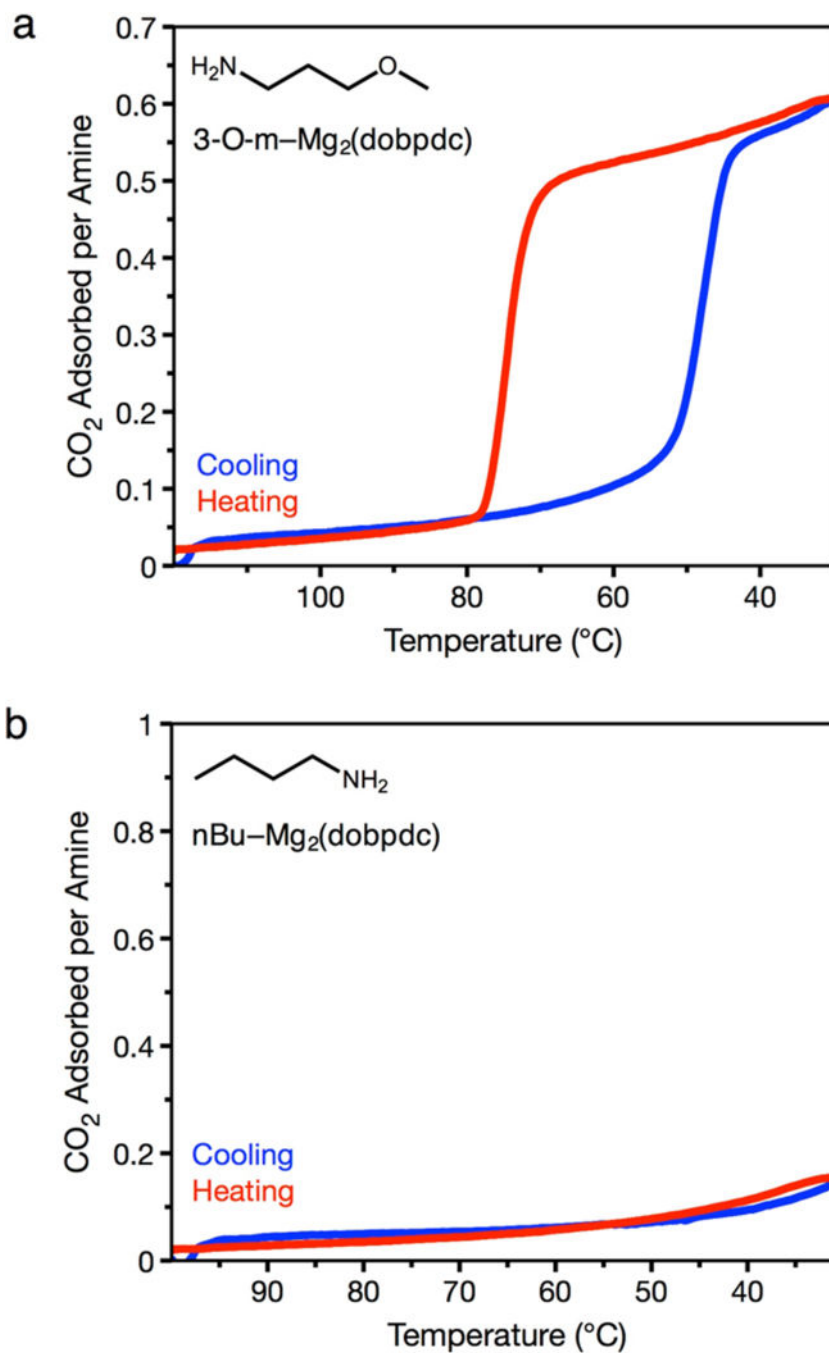 a
0.7
0.6
0.5
0.4
0.3
0.2
0.1
0
CO2 Adsorbed per Amine
H2N
O
3-O-m–Mg2(dobpdc)
Cooling
Heating
100 80 60 40
Temperature (°C)
b
1
0.8
0.6
0.4
0.2
0
CO2 Adsorbed per Amine
NH2
nBu–Mg2(dobpdc)
Cooling
Heating
90 80 70 60 50 40
Temperature (°C)